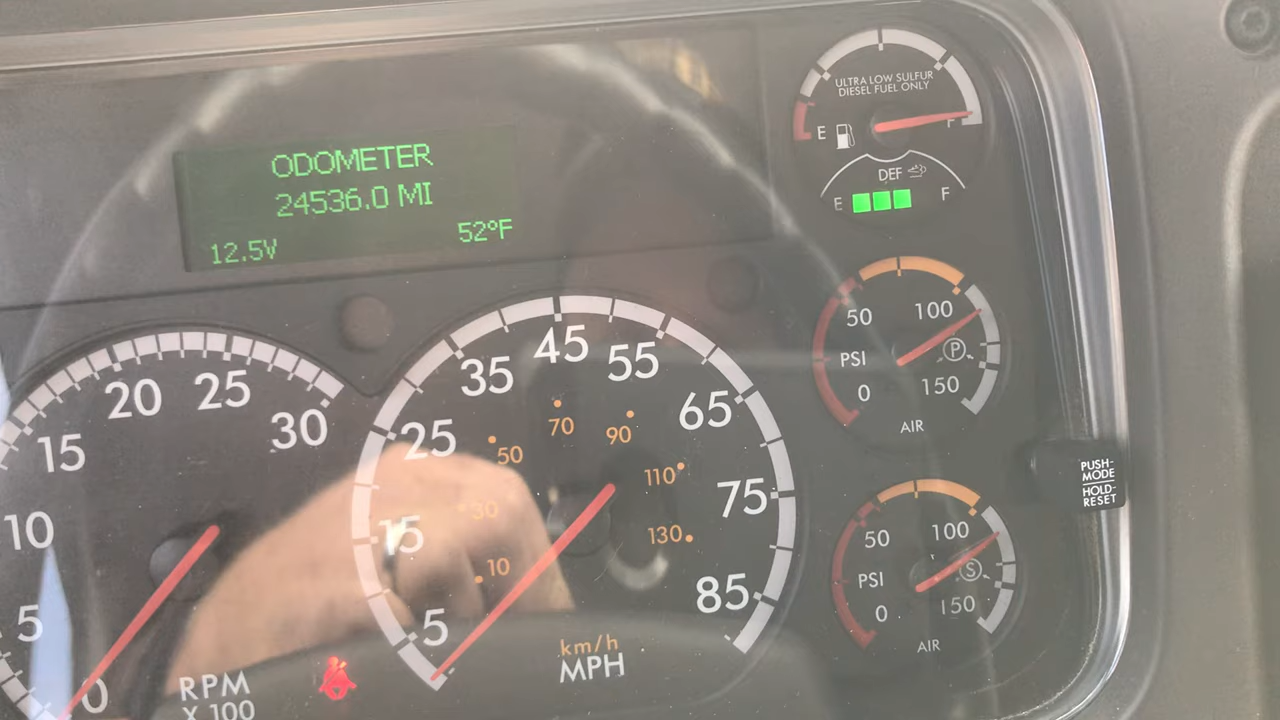 ODOMETER
24536.0 MI
12.5V
52°F
ULTRA LOW SULFUR
DIESEL FUEL ONLY
E
F
DEF
E
F
50
100
PSI
P
0
150
AIR
50
100
PSI
S
0
150
AIR
PUSH-
MODE
HOLD-
RESET
0
5
10
15
20
25
30
RPM
X 100
5
15
25
35
45
55
65
75
85
10
30
50
70
90
110
130
km/h
MPH